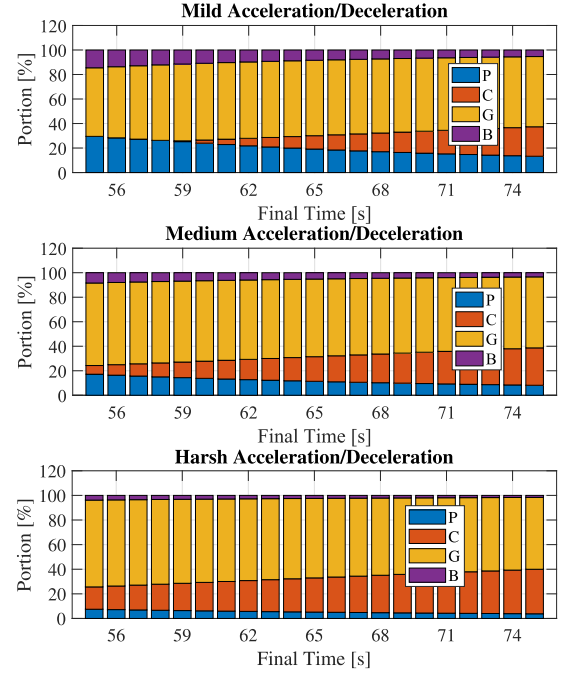 Mild Acceleration/Deceleration
120
100
80
60
40
20
0
Portion [%]
P
C
G
B
56 59 62 65 68 71 74
Final Time [s]
Medium Acceleration/Deceleration
120
100
80
60
40
20
0
Portion [%]
P
C
G
B
56 59 62 65 68 71 74
Final Time [s]
Harsh Acceleration/Deceleration
120
100
80
60
40
20
0
Portion [%]
P
C
G
B
56 59 62 65 68 71 74
Final Time [s]